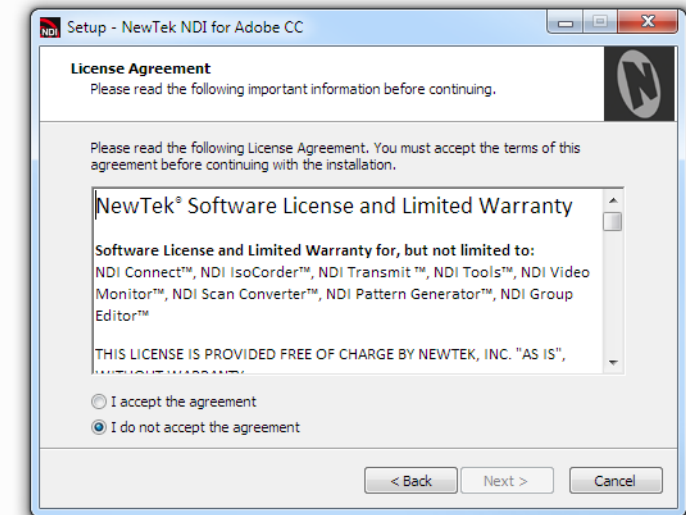 NDI Setup - NewTek NDI for Adobe CC
License Agreement
Please read the following important information before continuing.
Please read the following License Agreement. You must accept the terms of this
agreement before continuing with the installation.
NewTek® Software License and Limited Warranty
Software License and Limited Warranty for, but not limited to:
NDI Connect™, NDI IsoCorder™, NDI Transmit ™, NDI Tools™, NDI Video
Monitor™, NDI Scan Converter™, NDI Pattern Generator™, NDI Group
Editor™
THIS LICENSE IS PROVIDED FREE OF CHARGE BY NEWTEK, INC. "AS IS",
WITHOUT WARRANTY
I accept the agreement
I do not accept the agreement
< Back Next > Cancel